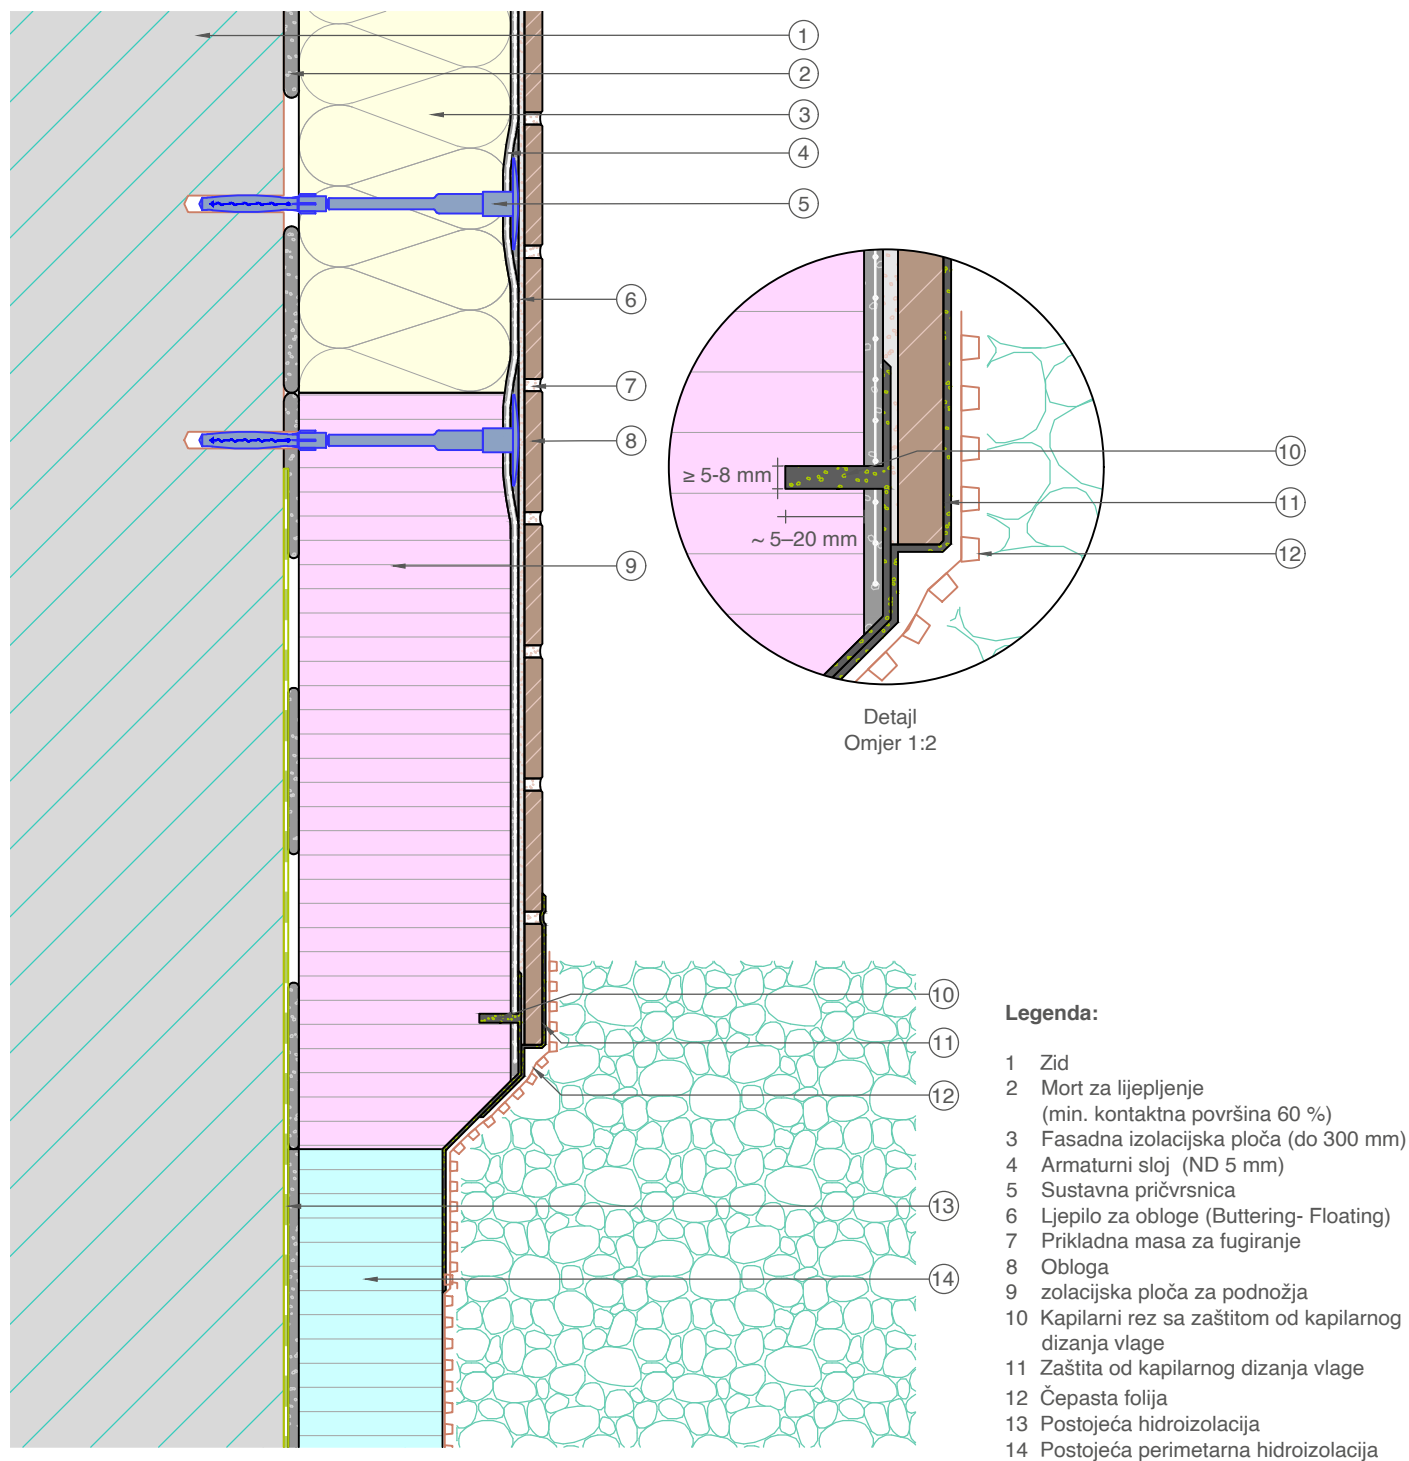 1
2
3
4
5
6
7
8
9
≥ 5-8 mm
~ 5–20 mm
10
11
12
Detajl
Omjer 1:2
10
11
12
13
14
Legenda:
1 Zid
2 Mort za lijepljenje
(min. kontaktna površina 60 %)
3 Fasadna izolacijska ploča (do 300 mm)
4 Armaturni sloj (ND 5 mm)
5 Sustavna pričvrsnica
6 Ljepilo za obloge (Buttering- Floating)
7 Prikladna masa za fugiranje
8 Obloga
9 zolacijska ploča za podnožja
10 Kapilarni rez sa zaštitom od kapilarnog
dizanja vlage
11 Zaštita od kapilarnog dizanja vlage
12 Čepasta folija
13 Postojeća hidroizolacija
14 Postojeća perimetarna hidroizolacija